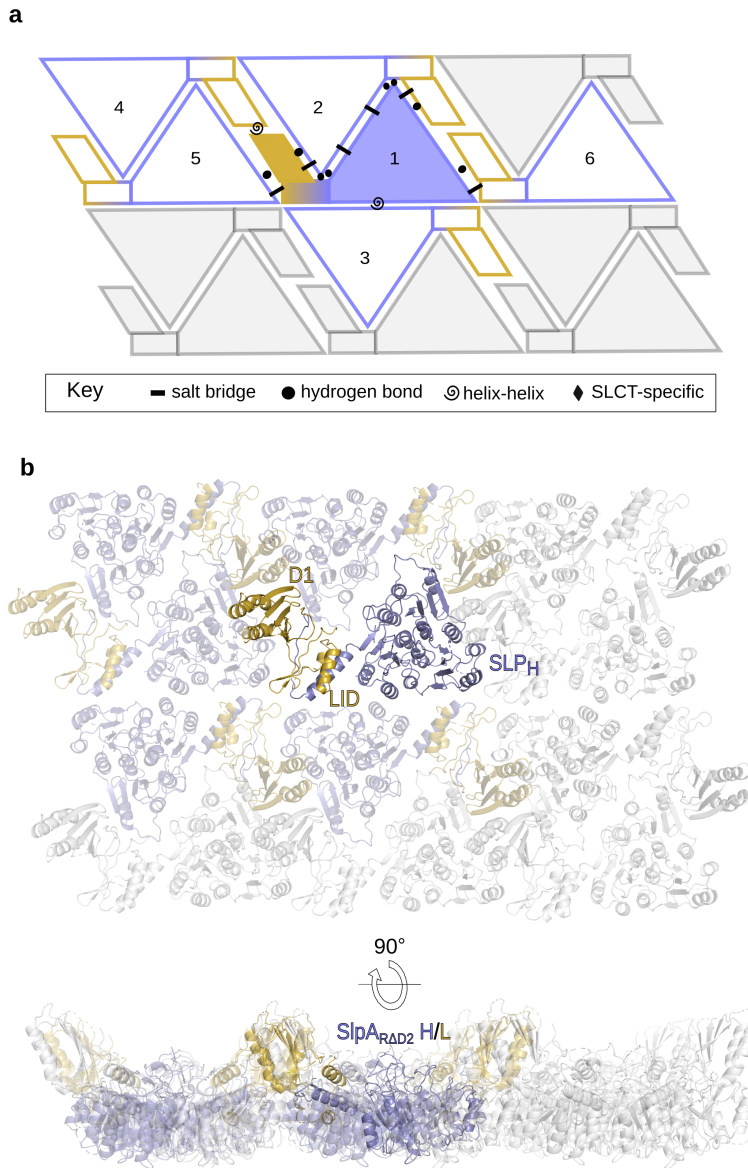 a
4
2
5
1
6
3
Key
salt bridge
hydrogen bond
helix-helix
SLCT-specific
b
D1
SLPH
LID
90°
SlpARΔD2 H/L